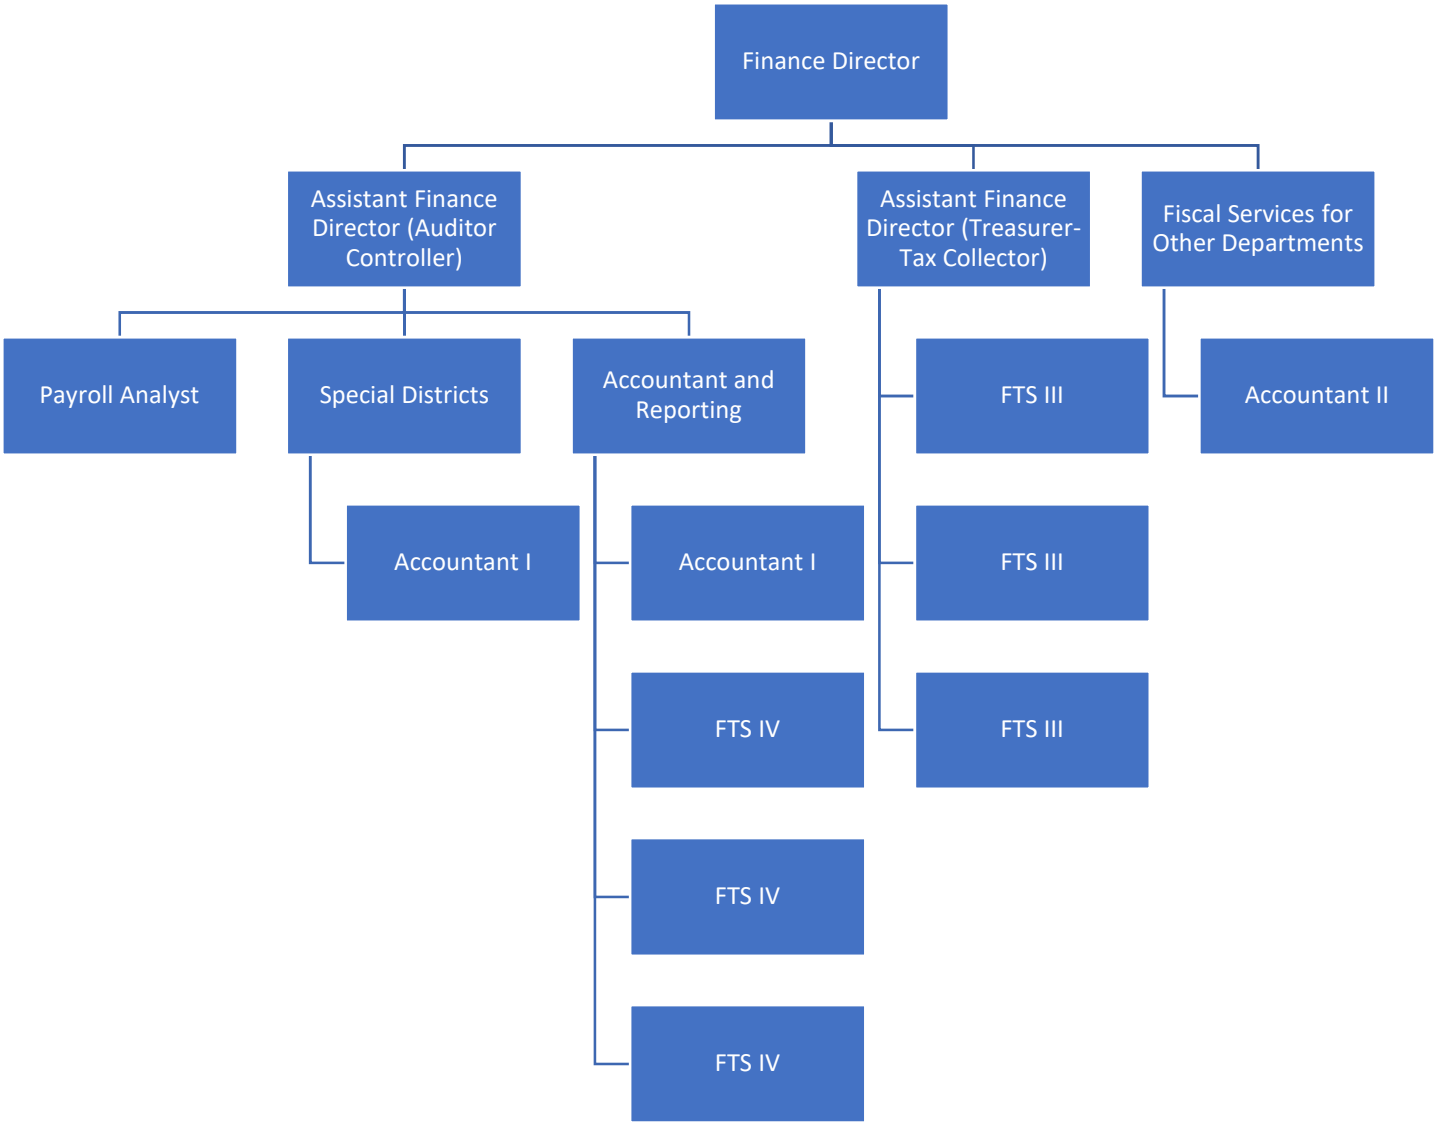 Finance Director
Assistant Finance
Director (Auditor
Controller)
Assistant Finance
Director (Treasurer-
Tax Collector)
Fiscal Services for
Other Departments
Payroll Analyst
Special Districts
Accountant and
Reporting
FTS III
Accountant II
Accountant I
Accountant I
FTS III
FTS IV
FTS III
FTS IV
FTS IV